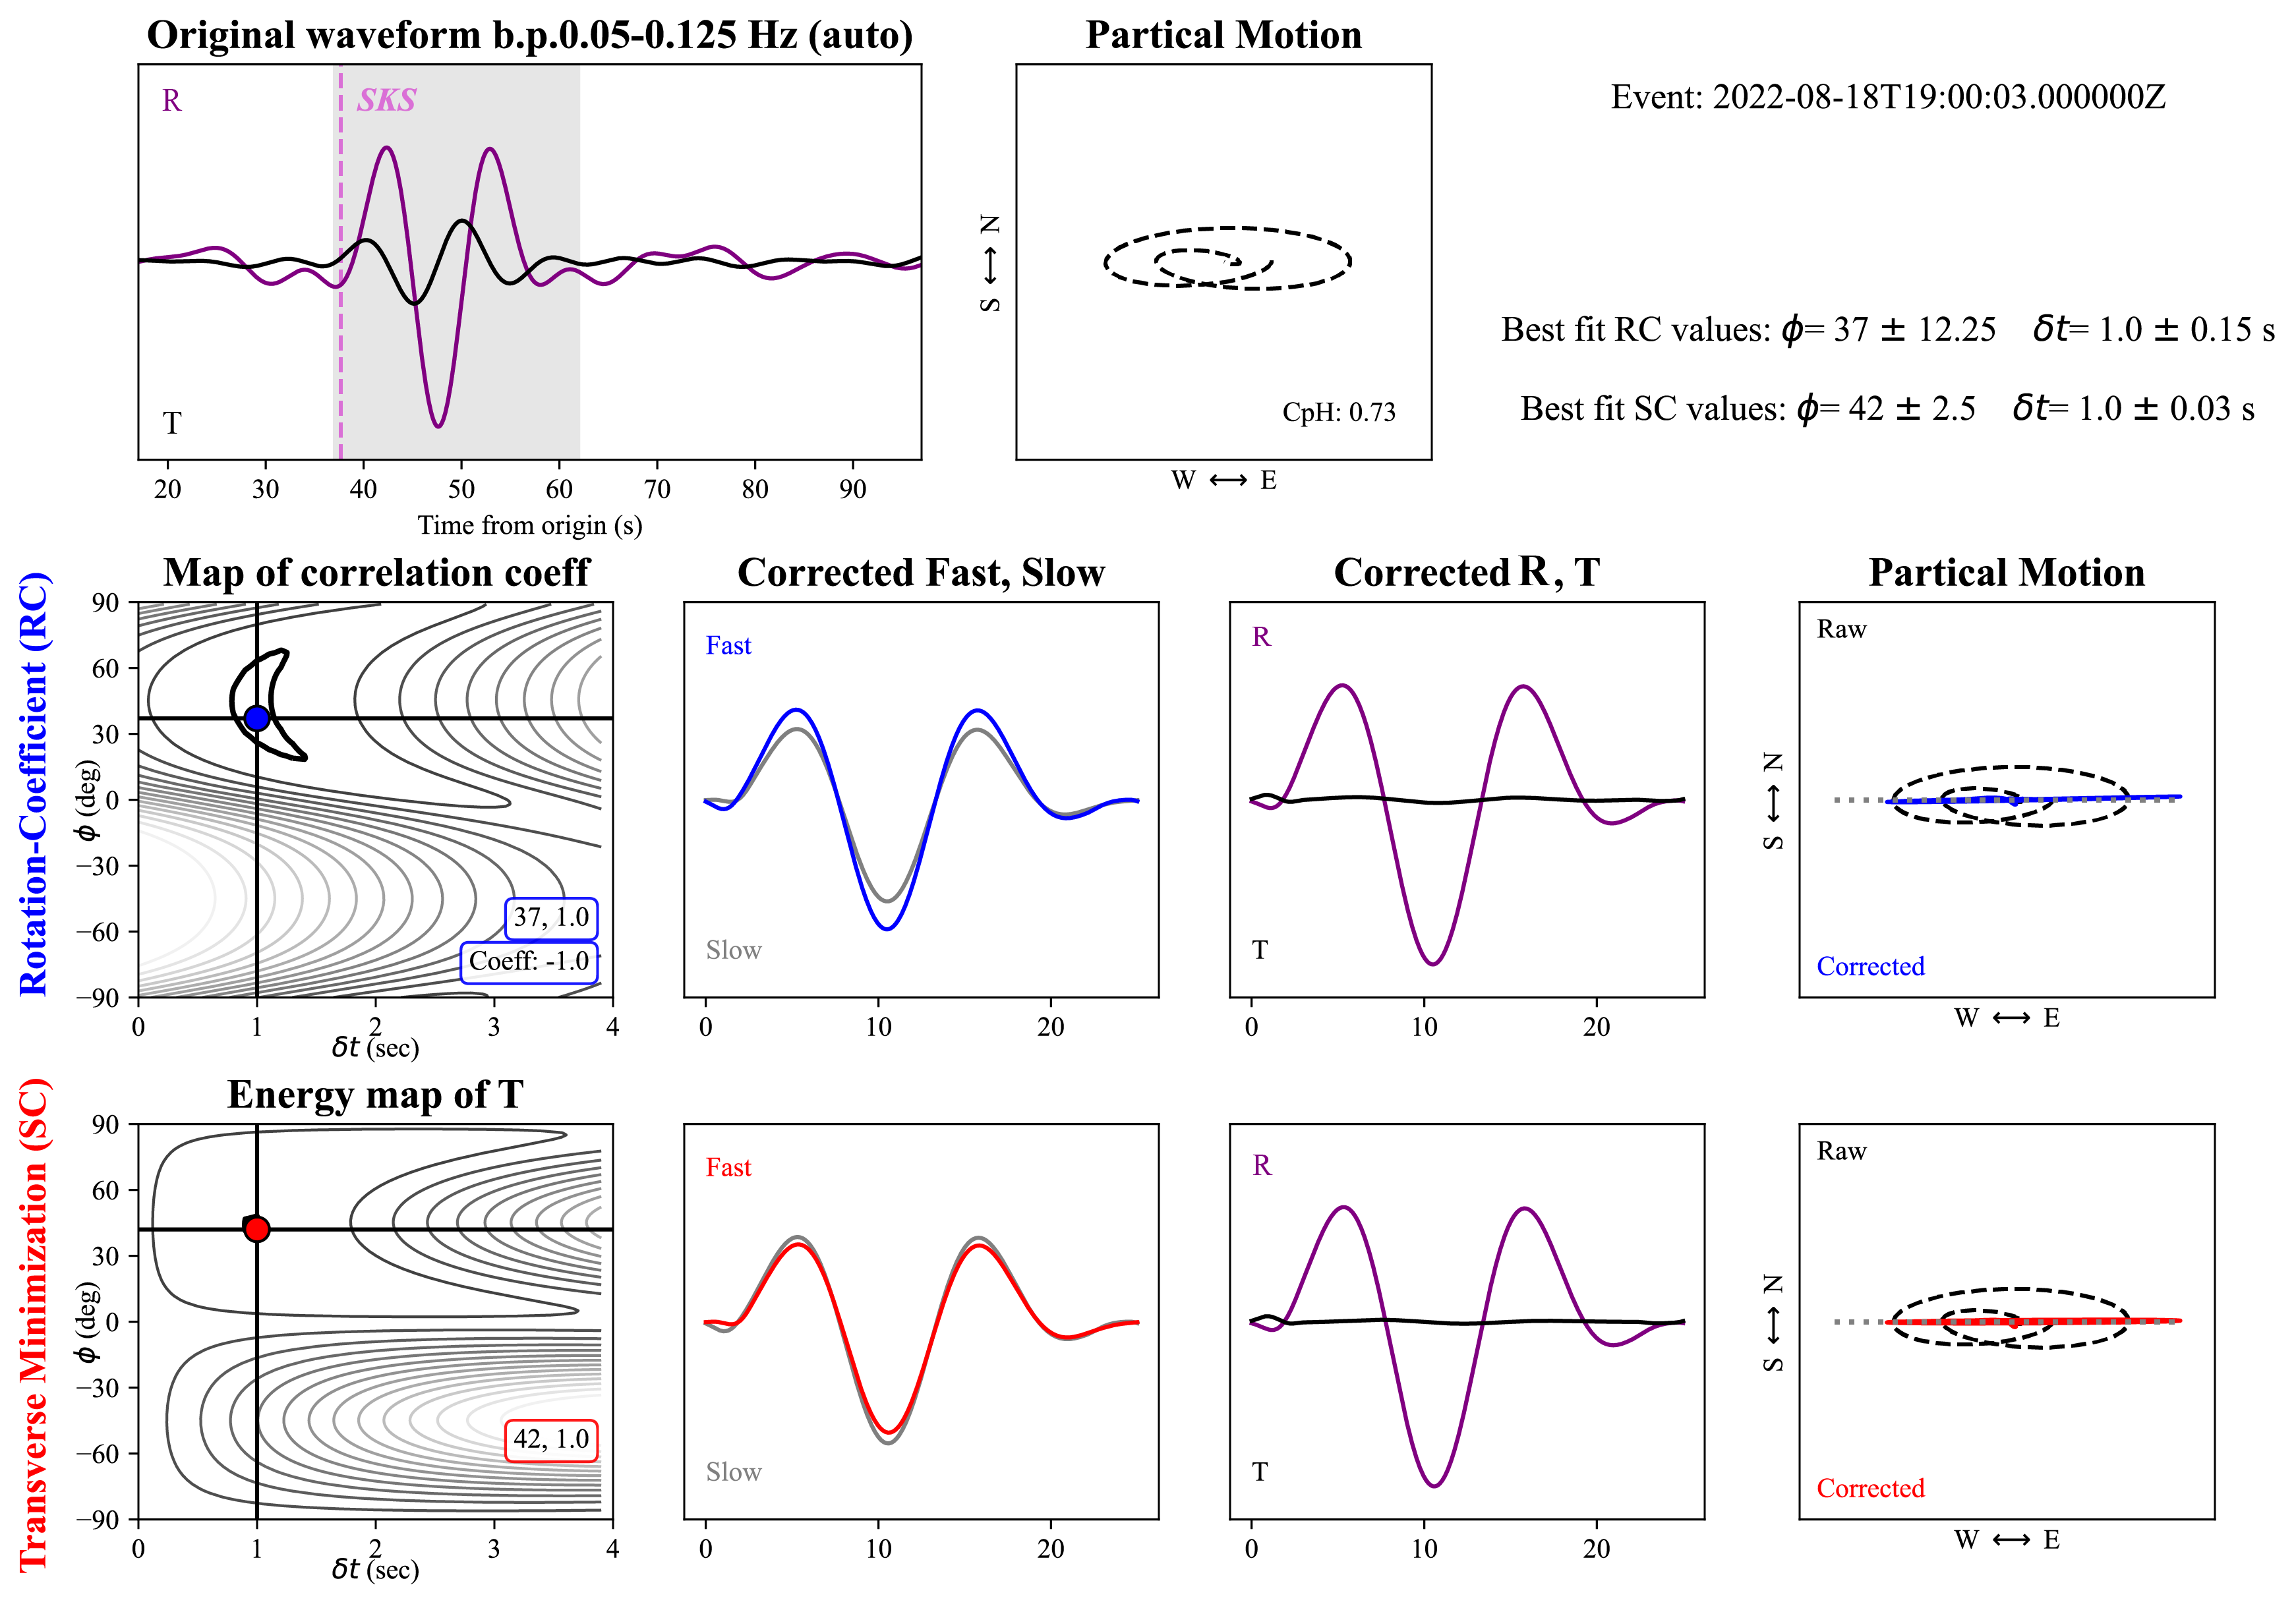 Original waveform b.p.0.05-0.125 Hz (auto)
R
SKS
T
20 30 40 50 60 70 80 90
Time from origin (s)
Partical Motion
S ⟷ N
CpH: 0.73
W ⟷ E
Event: 2022-08-18T19:00:03.000000Z
Best fit RC values: ϕ= 37 ± 12.25 δt= 1.0 ± 0.15 s
Best fit SC values: ϕ= 42 ± 2.5 δt= 1.0 ± 0.03 s
Rotation-Coefficient (RC)
Map of correlation coeff
90
60
30
0
−30
−60
−90
ϕ (deg)
37, 1.0
Coeff: -1.0
0 1 2 3 4
δt (sec)
Corrected Fast, Slow
Fast
Slow
0 10 20
Corrected R, T
R
T
0 10 20
Partical Motion
Raw
S ⟷ N
Corrected
W ⟷ E
Transverse Minimization (SC)
Energy map of T
90
60
30
0
−30
−60
−90
ϕ (deg)
42, 1.0
0 1 2 3 4
δt (sec)
Fast
Slow
0 10 20
R
T
0 10 20
Raw
S ⟷ N
Corrected
W ⟷ E